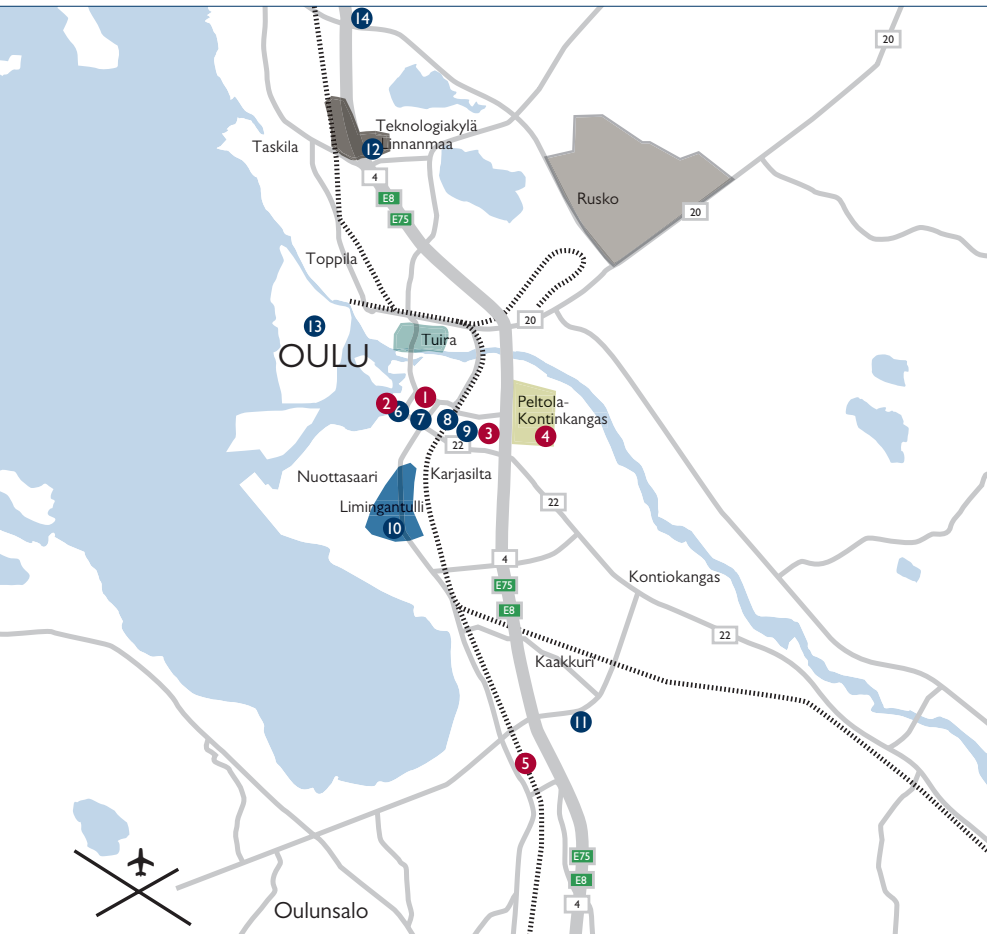 14
20
Teknologiakylä
Linnanmaa
12
Taskila
4
E8
E75
Rusko
20
Toppila
20
13
OULU
Tuira
1
2
6
7
8
9
3
Peltola-
Kontinkangas
4
22
Nuottasaari
Karjasilta
Limingantulli
10
22
4
E75
E8
Kontiokangas
22
Kaakkuri
11
5
E75
E8
4
Oulunsalo